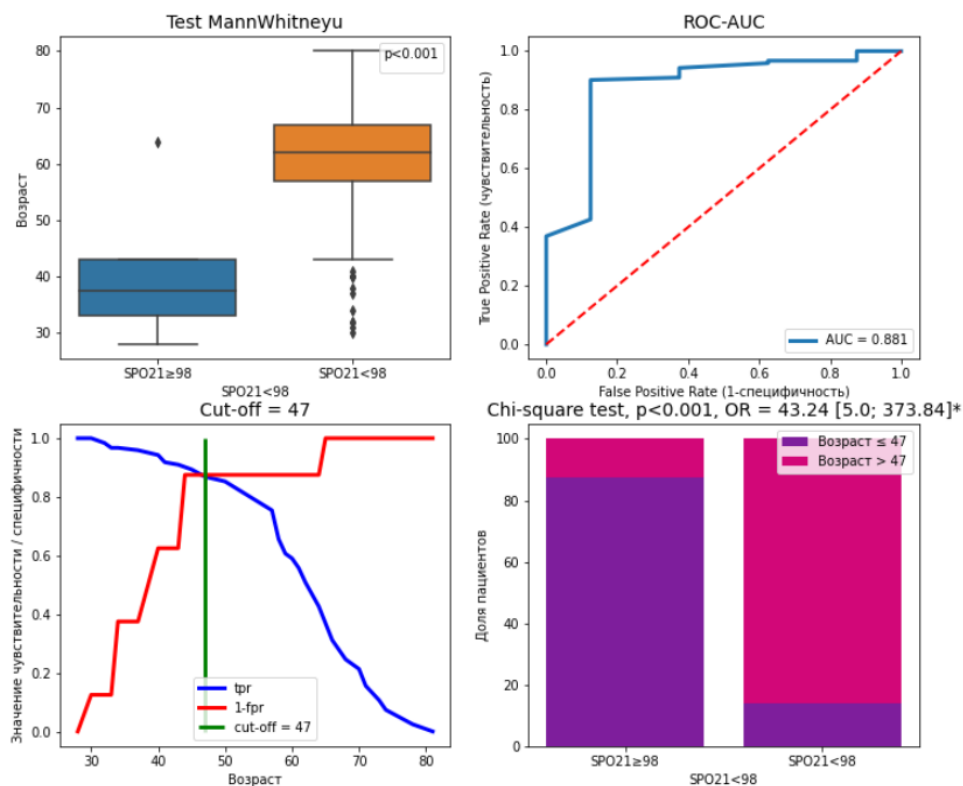 Test MannWhitneyu
p<0.001
Возраст
80
70
60
50
40
30
SPO21≥98
SPO21<98
SPO21<98
ROC-AUC
True Positive Rate (чувствительность)
1.0
0.8
0.6
0.4
0.2
0.0
AUC = 0.881
0.0
0.2
0.4
0.6
0.8
1.0
False Positive Rate (1-специфичность)
Cut-off = 47
Значение чувствительности / специфичности
1.0
0.8
0.6
0.4
0.2
0.0
tpr
1-fpr
cut-off = 47
30
40
50
60
70
80
Возраст
Chi-square test, p<0.001, OR = 43.24 [5.0; 373.84]*
Возраст ≤ 47
Возраст > 47
Доля пациентов
100
80
60
40
20
0
SPO21≥98
SPO21<98
SPO21<98